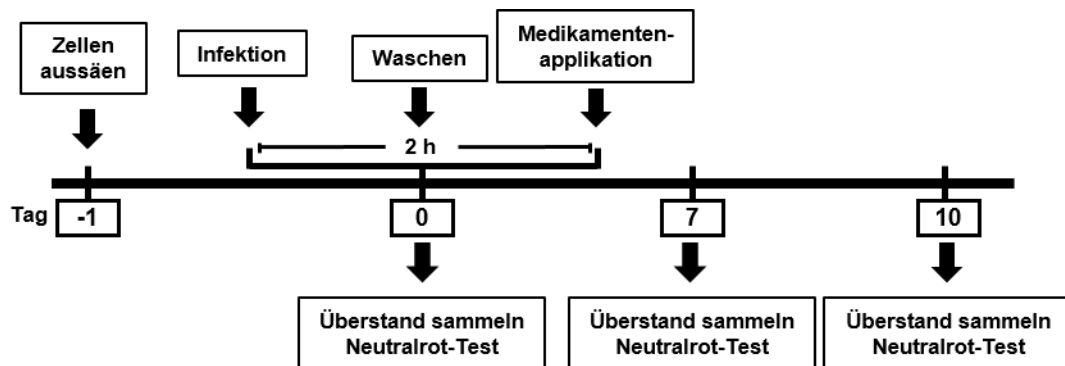 Zellen
aussäen
Infektion
Waschen
Medikamenten-
applikation
2 h
Tag
-1
0
7
10
Überstand sammeln
Neutralrot-Test
Überstand sammeln
Neutralrot-Test
Überstand sammeln
Neutralrot-Test